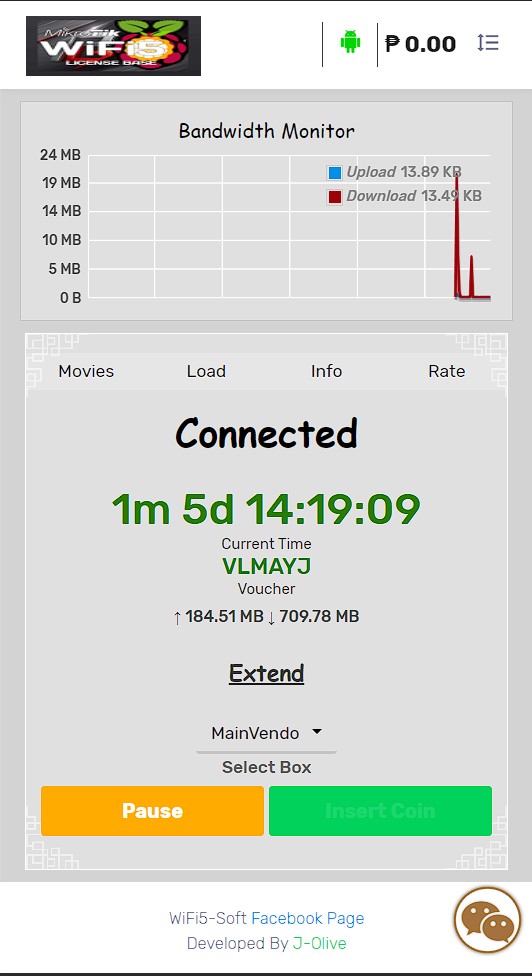 MikroTik
WiFi5
LICENSE BASE
₱ 0.00
Bandwidth Monitor
24 MB
19 MB
14 MB
10 MB
5 MB
0 B
Upload 13.89 KB
Download 13.49 KB
Movies Load Info Rate
Connected
1m 5d 14:19:09
Current Time
VLMAYJ
Voucher
↑ 184.51 MB ↓ 709.78 MB
Extend
MainVendo
Select Box
Pause Insert Coin
WiFi5-Soft Facebook Page
Developed By J-Olive